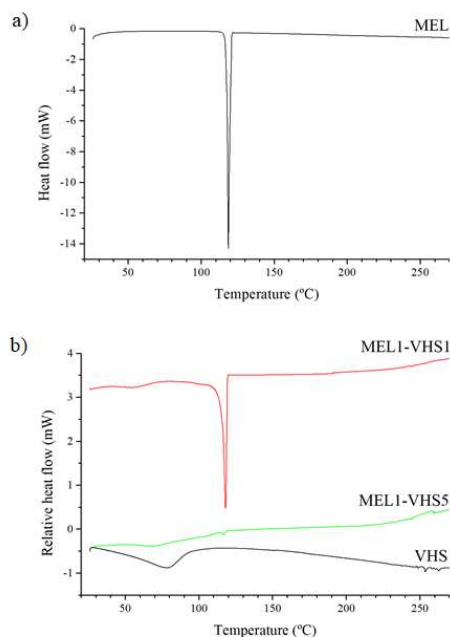 a)
MEL
0
-2
-4
-6
-8
-10
-12
-14
Heat flow (mW)
50
100
150
200
250
Temperature (ºC)
b)
MEL1-VHS1
4
3
2
1
0
-1
Relative heat flow (mW)
MEL1-VHS5
VHS
50
100
150
200
250
Temperature (ºC)